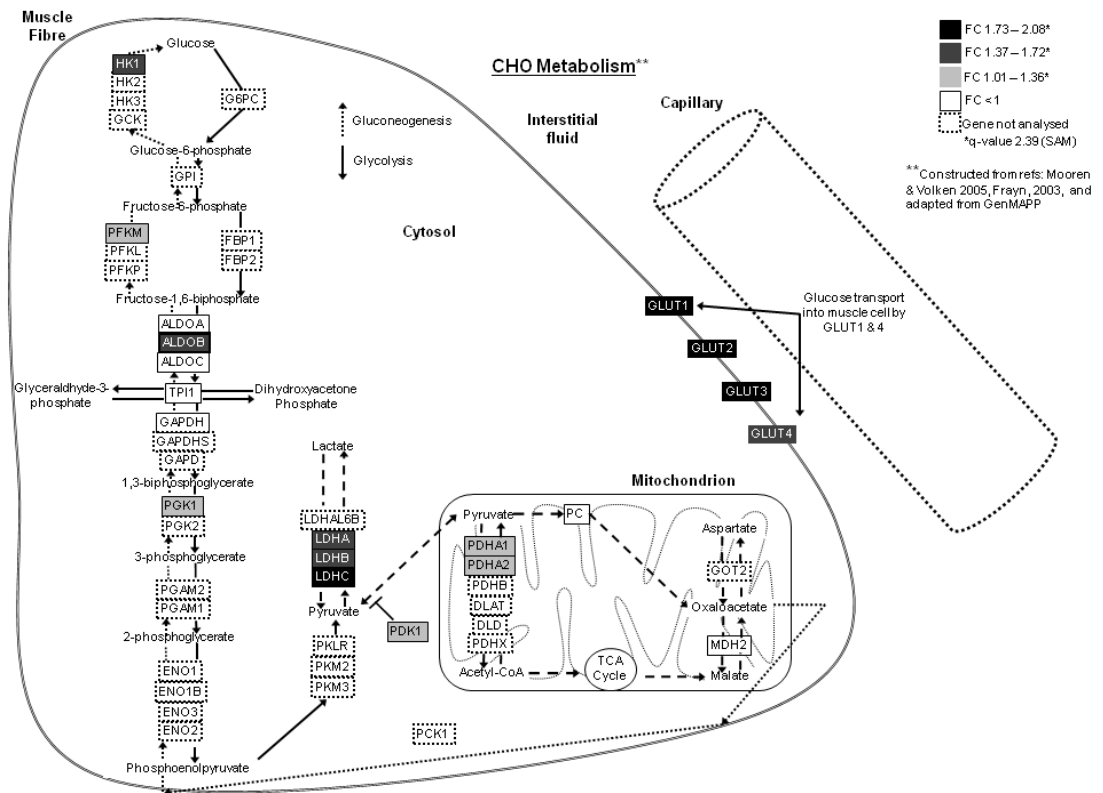 Muscle
Fibre
Glucose
HK1
HK2
HK3
GCK
G6PC
Glucose-6-phosphate
GPI
Fructose-6-phosphate
PFKM
PFKL
PFKP
FBP1
FBP2
Fructose-1,6-biphosphate
ALDOA
ALDOB
ALDOC
Glyceraldhyde-3-
phosphate
TPI1
Dihydroxyacetone
Phosphate
GAPDH
GAPDHS
GAPD
1,3-biphosphoglycerate
PGK1
PGK2
3-phosphoglycerate
PGAM2
PGAM1
2-phosphoglycerate
ENO1
ENO1B
ENO3
ENO2
Phosphoenolpyruvate
Gluconeogenesis
Glycolysis
CHO Metabolism**
Interstitial
fluid
Cytosol
Capillary
FC 1.73 – 2.08*
FC 1.37 – 1.72*
FC 1.01 – 1.36*
FC < 1
Gene not analysed
*q-value 2.39 (SAM)
**Constructed from refs: Mooren
& Volken 2005, Frayn, 2003, and
adapted from GenMAPP
GLUT1
GLUT2
GLUT3
GLUT4
Glucose transport
into muscle cell by
GLUT1 & 4
Lactate
LDHAL6B
LDHA
LDHB
LDHC
Pyruvate
PKLR
PKM2
PKM3
PDK1
PCK1
Mitochondrion
Pyruvate
PC
PDHA1
PDHA2
PDHB
DLAT
DLD
PDHX
Acetyl-CoA
TCA
Cycle
Aspartate
GOT2
Oxaloacetate
MDH2
Malate